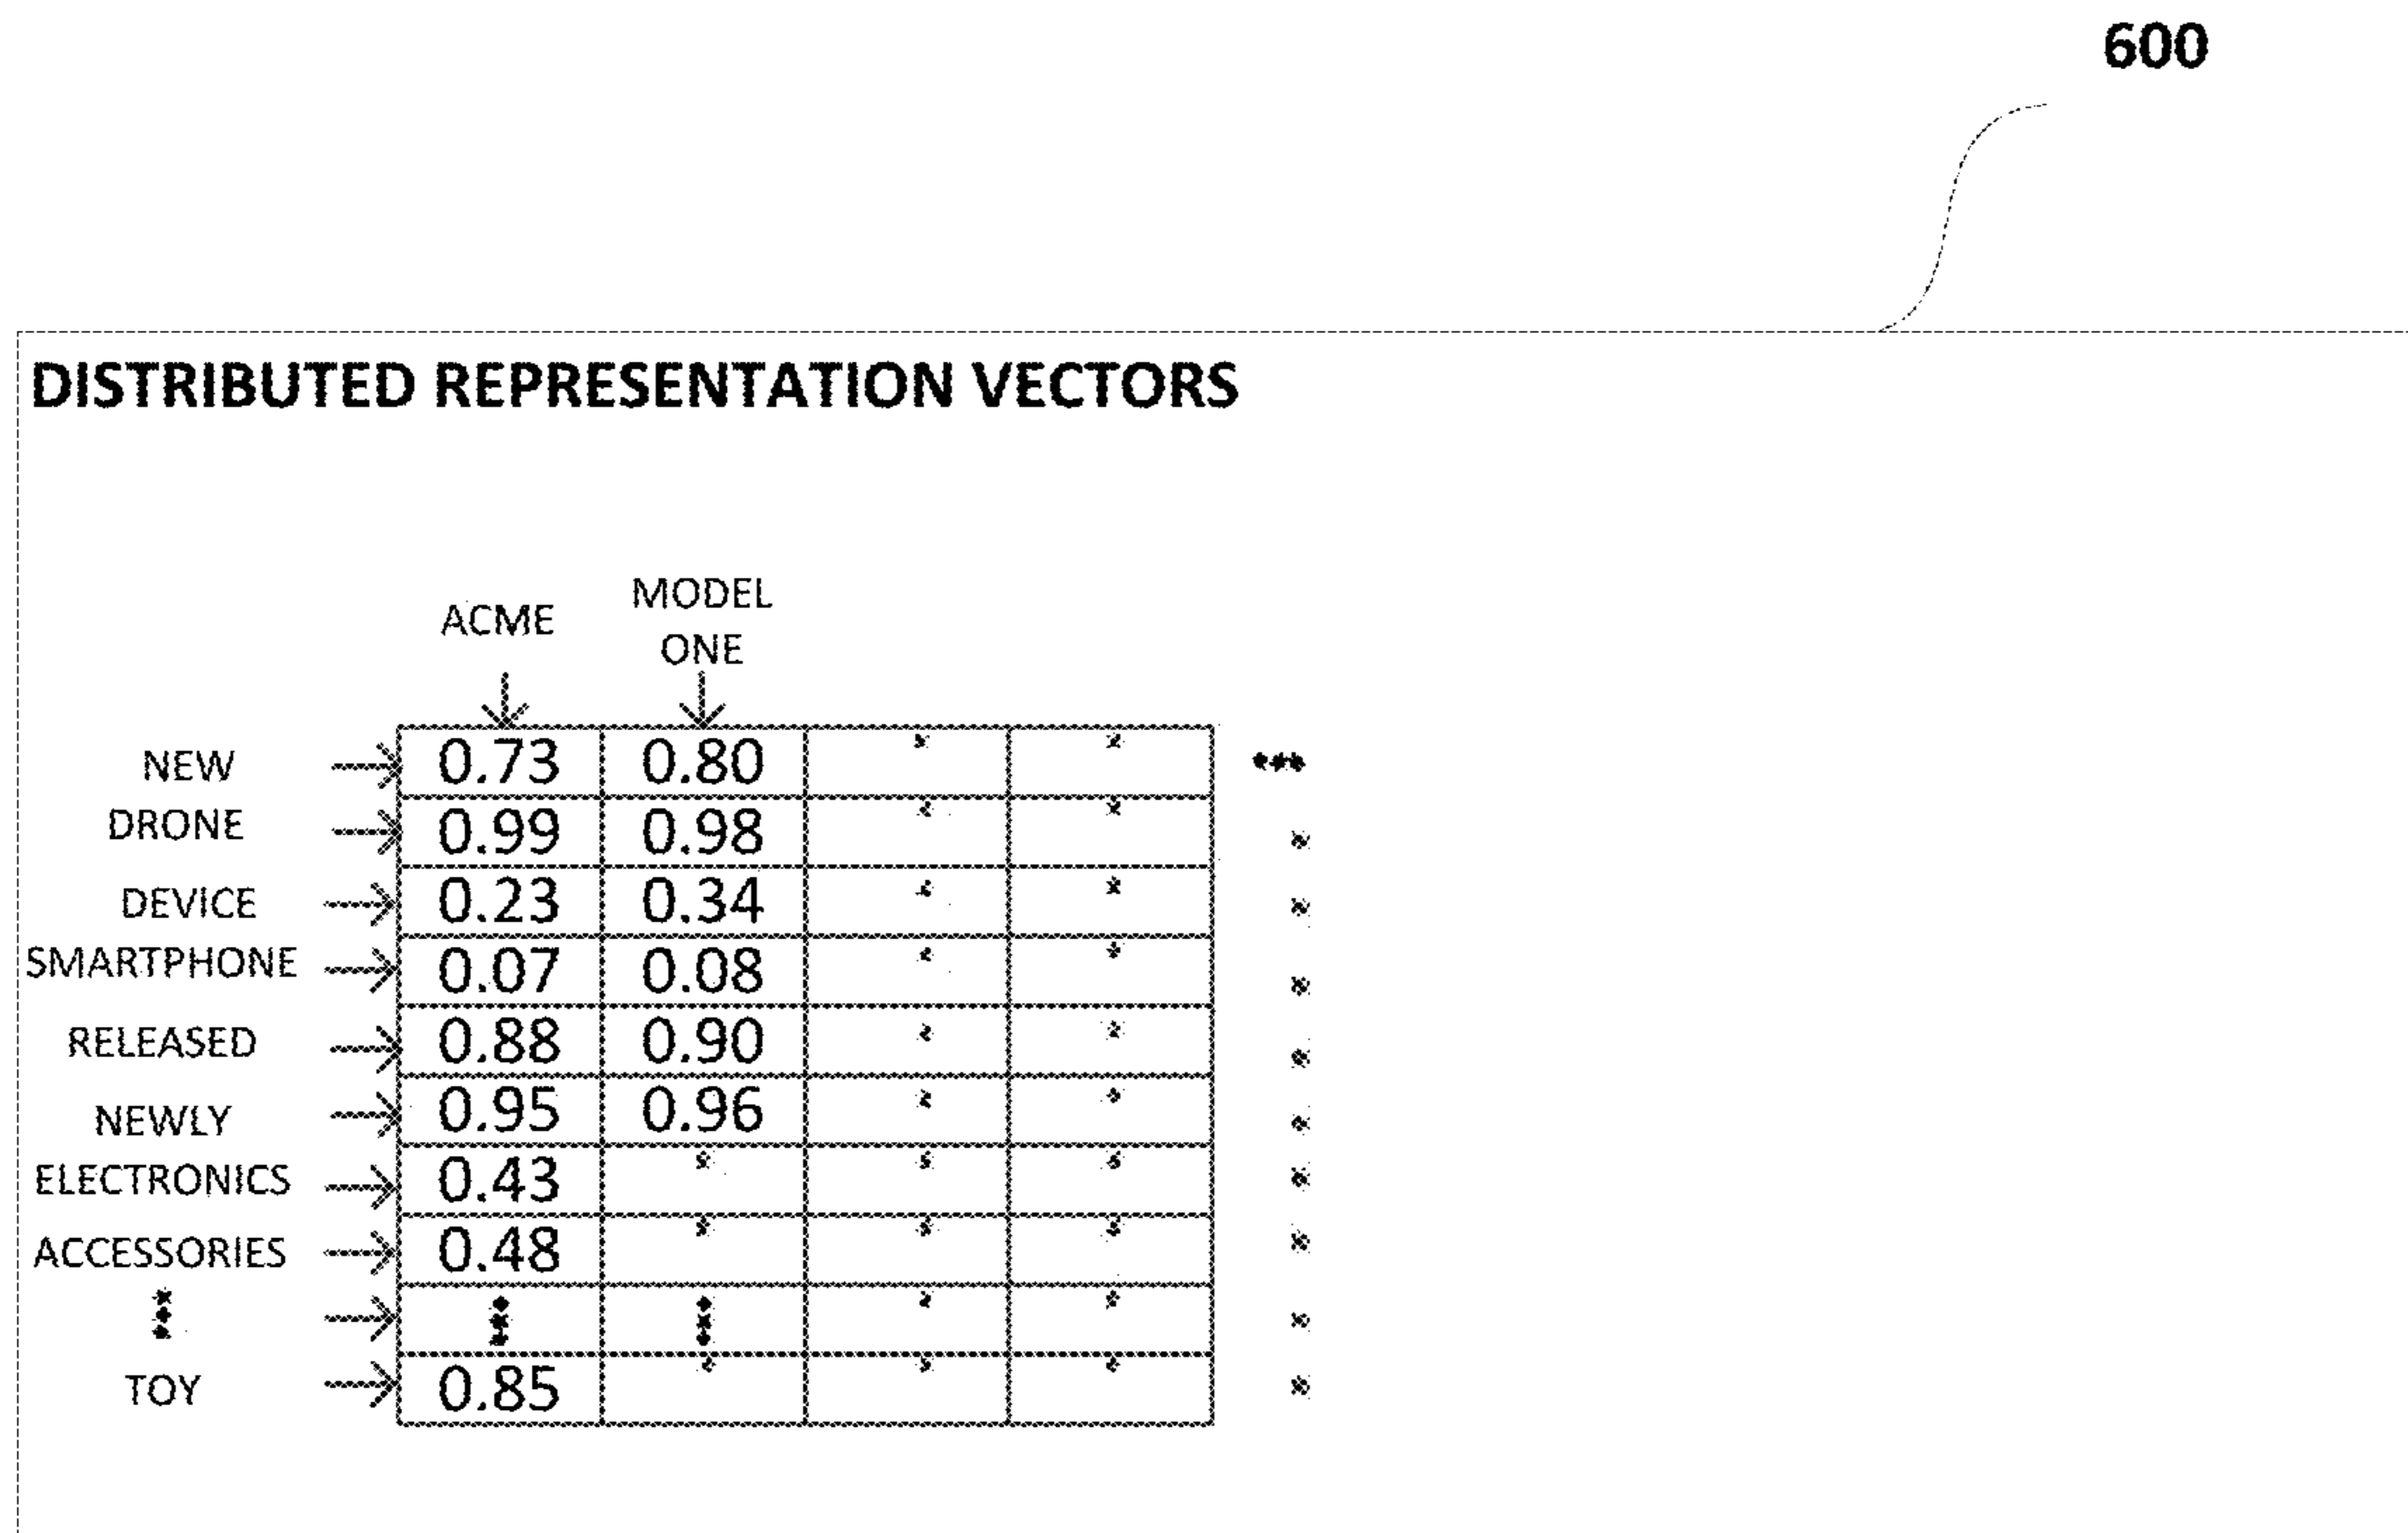 600
DISTRIBUTED REPRESENTATION VECTORS
ACME
MODEL
ONE
NEW 0.73 0.80
DRONE 0.99 0.98
DEVICE 0.23 0.34
SMARTPHONE 0.07 0.08
RELEASED 0.88 0.90
NEWLY 0.95 0.96
ELECTRONICS 0.43
ACCESSORIES 0.48
TOY 0.85